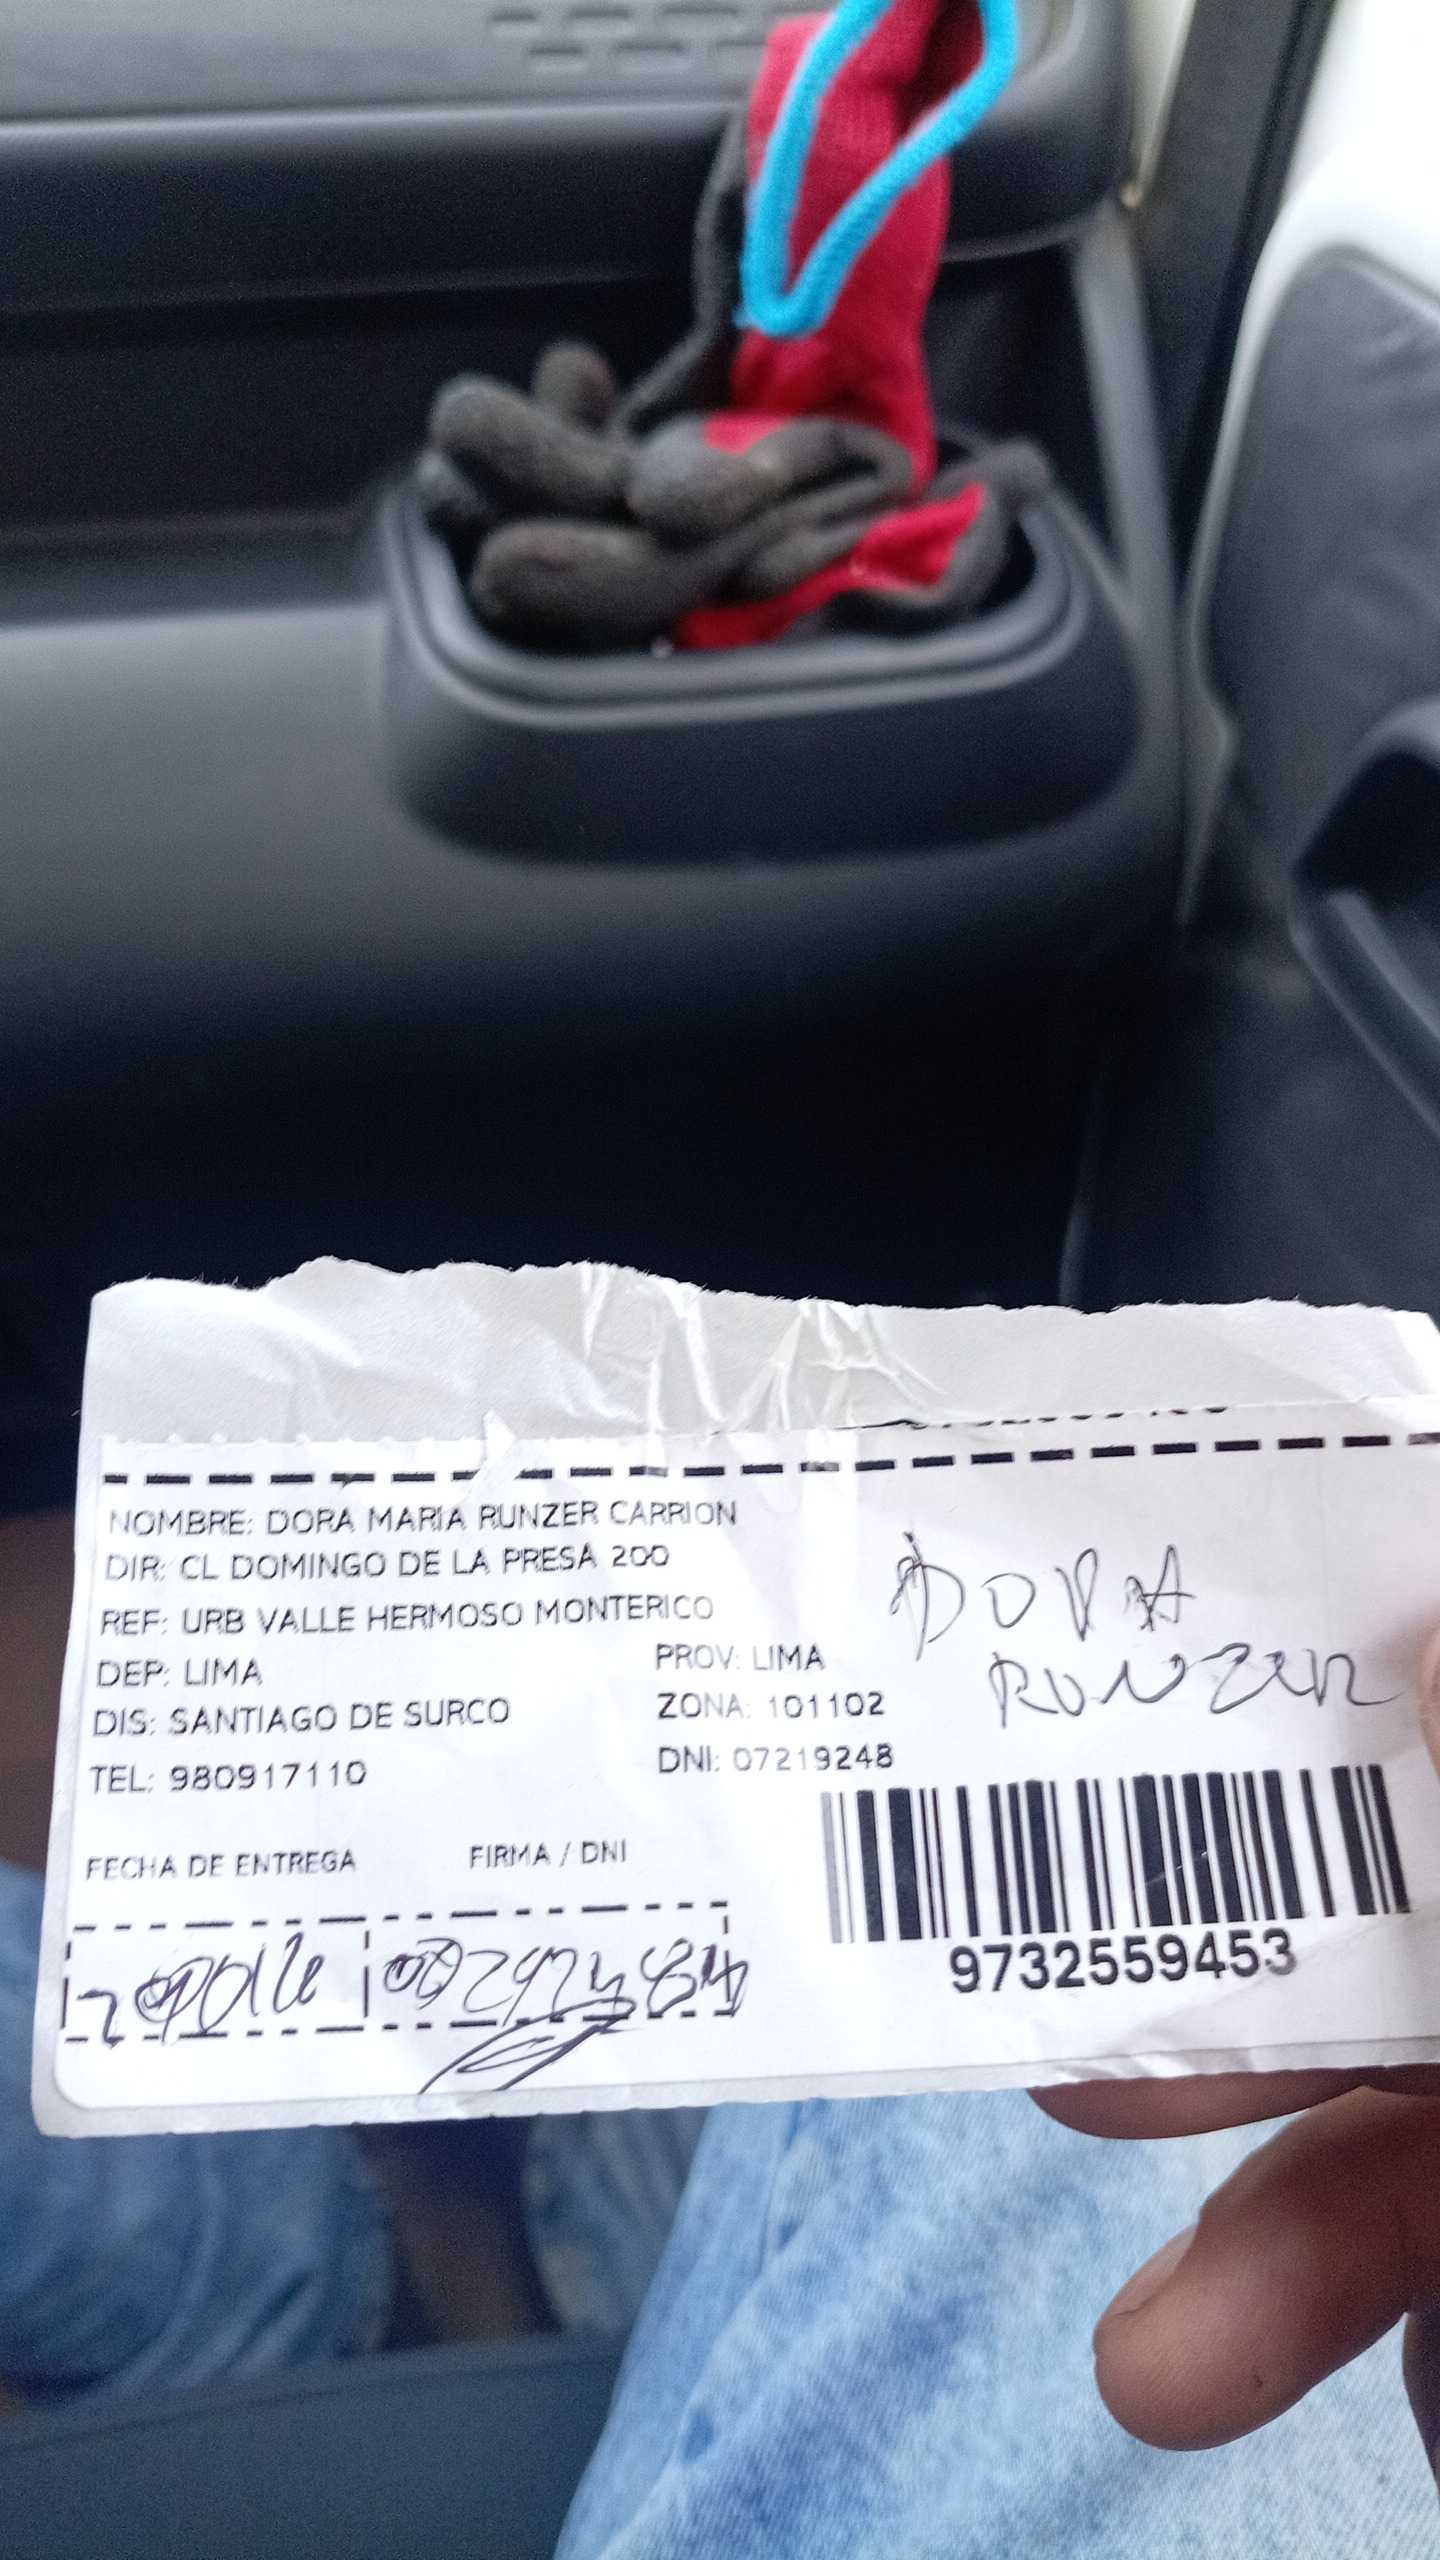 NOMBRE: DORA MARIA RUNZER CARRION
DIR: CL DOMINGO DE LA PRESA 200
REF: URB VALLE HERMOSO MONTERICO
DEP: LIMA
PROV: LIMA
DIS: SANTIAGO DE SURCO
ZONA: 101102
TEL: 980917110
DNI: 07219248
DORA
RUNZER
FECHA DE ENTREGA
FIRMA / DNI
9732559453